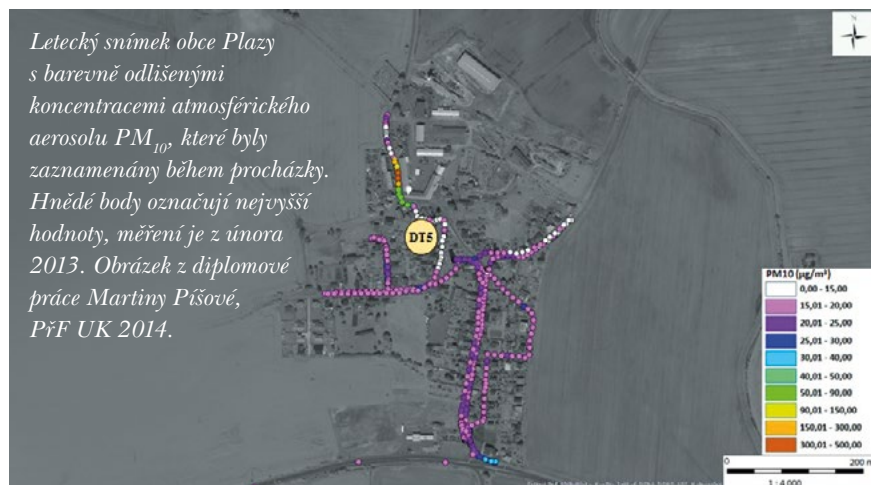 Letecký snímek obce Plazy
s barevně odlišenými
koncentracemi atmosférického
aerosolu PM10, které byly
zaznamenány během procházky.
Hnědé body označují nejvyšší
hodnoty, měření je z února
2013. Obrázek z diplomové
práce Martiny Píšové,
PřF UK 2014.
DT5
PM10 (µg/m³)
0,00 - 15,00
15,01 - 20,00
20,01 - 25,00
25,01 - 30,00
30,01 - 40,00
40,01 - 50,00
50,01 - 90,00
90,01 - 150,00
150,01 - 300,00
300,01 - 500,00
0 200 m
1 : 4 000